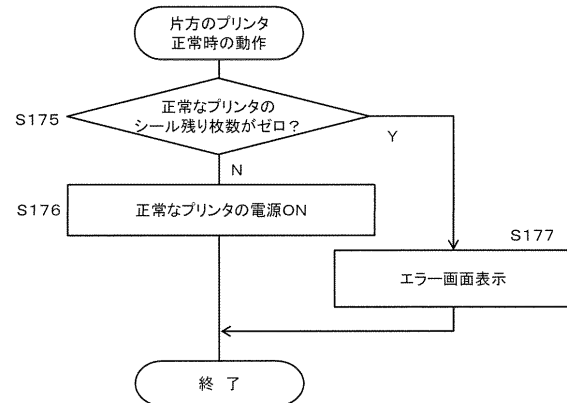 片方のプリンタ
正常時の動作
S175
正常なプリンタの
シール残り枚数がゼロ？
Y
N
S176
正常なプリンタの電源ON
S177
エラー画面表示
終 了